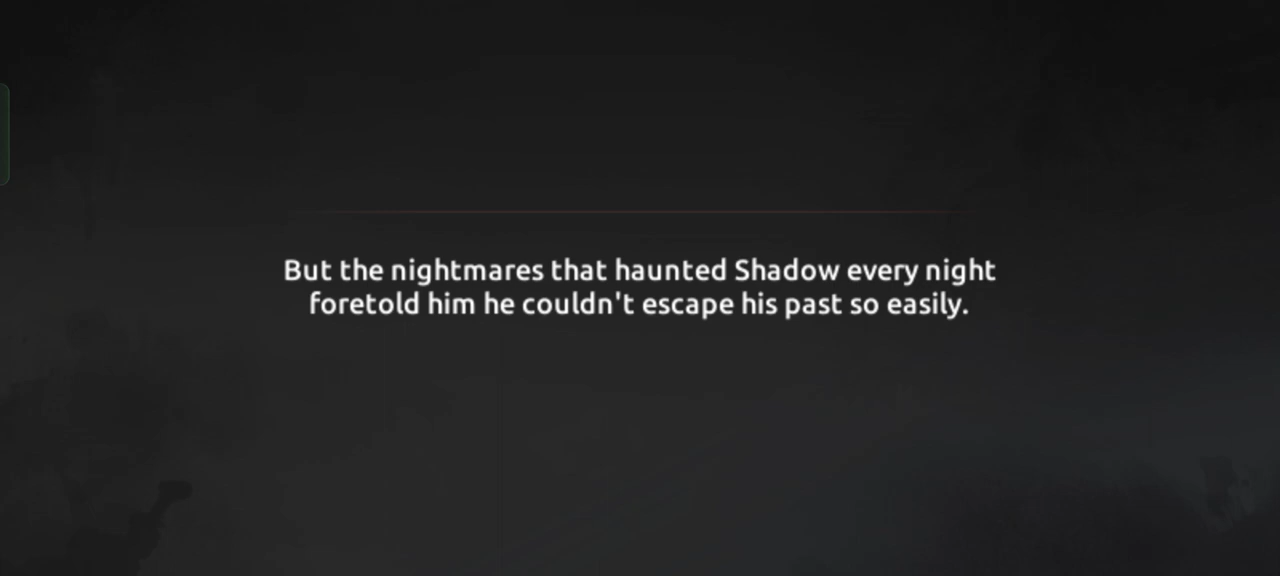 But the nightmares that haunted Shadow every night
foretold him he couldn't escape his past so easily.